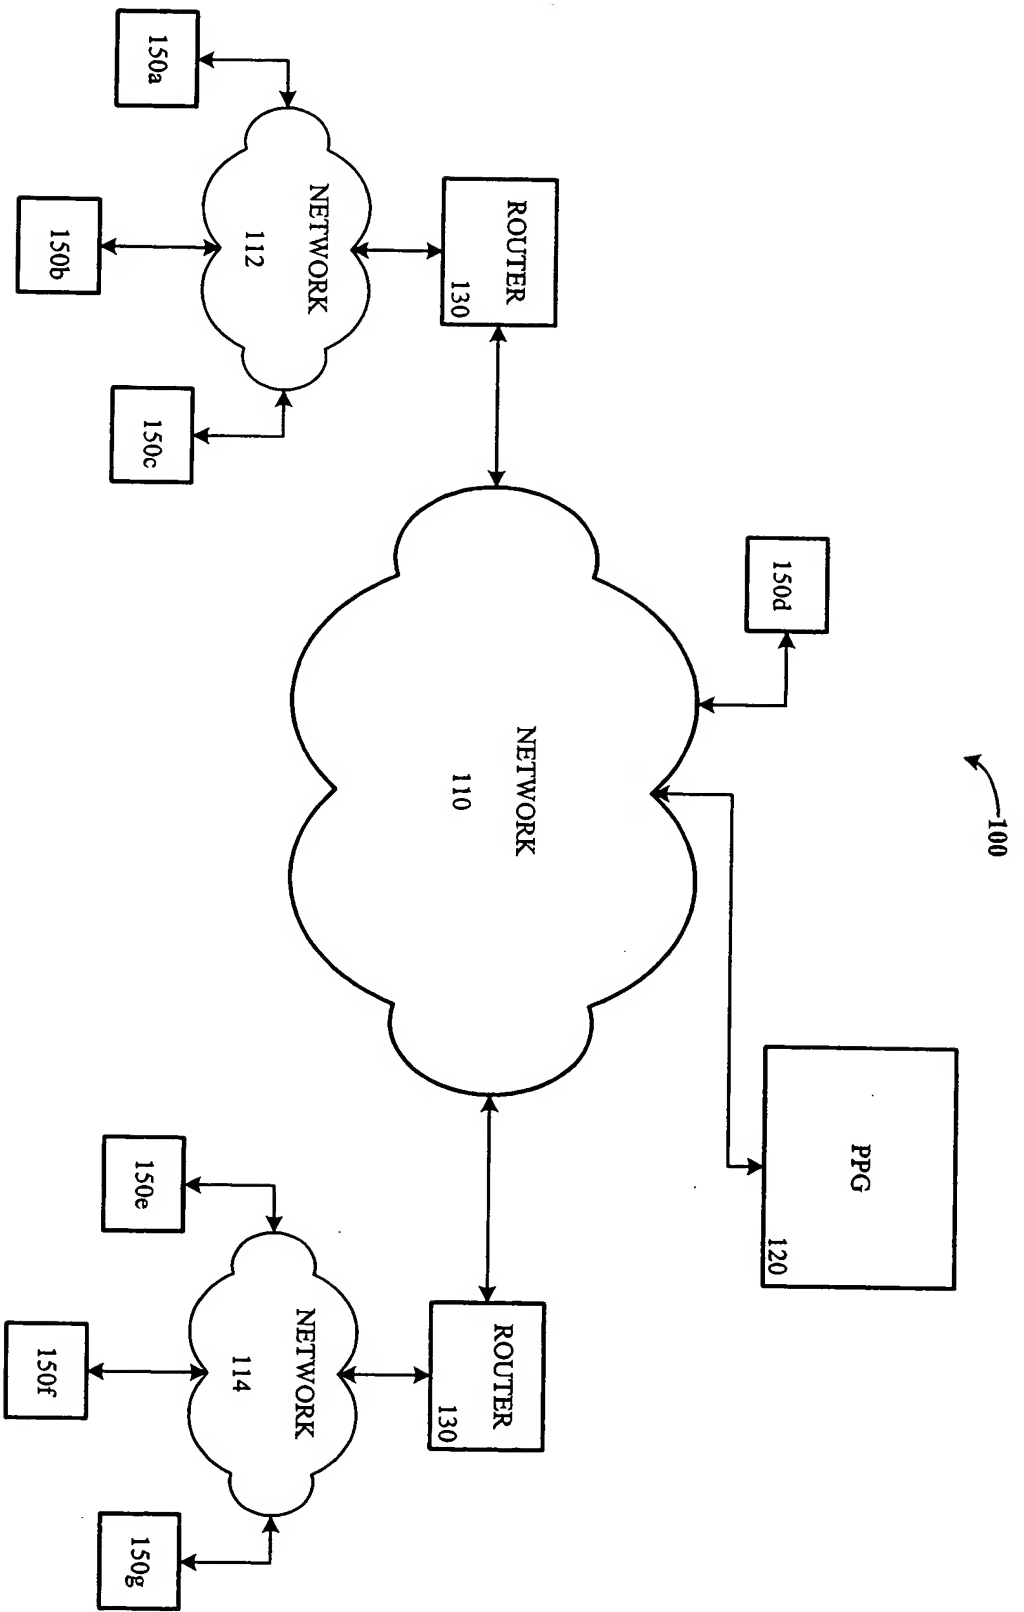 100
PPG
120
150d
NETWORK
110
ROUTER
130
NETWORK
112
150a
150b
150c
ROUTER
130
NETWORK
114
150e
150f
150g